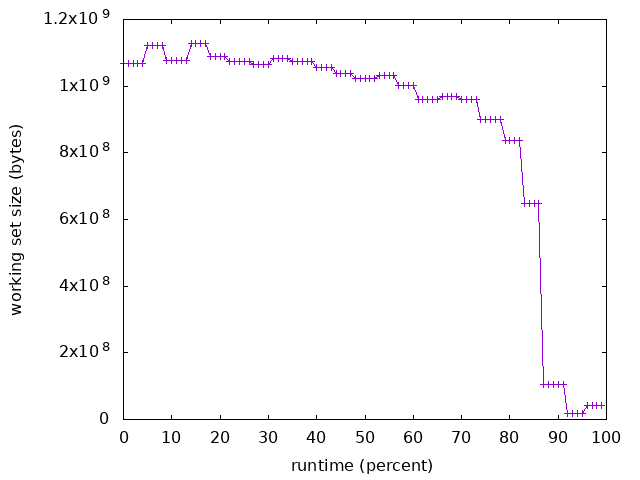 1.2x10^9
1x10^9
8x10^8
6x10^8
4x10^8
2x10^8
0
0 10 20 30 40 50 60 70 80 90 100
working set size (bytes)
runtime (percent)